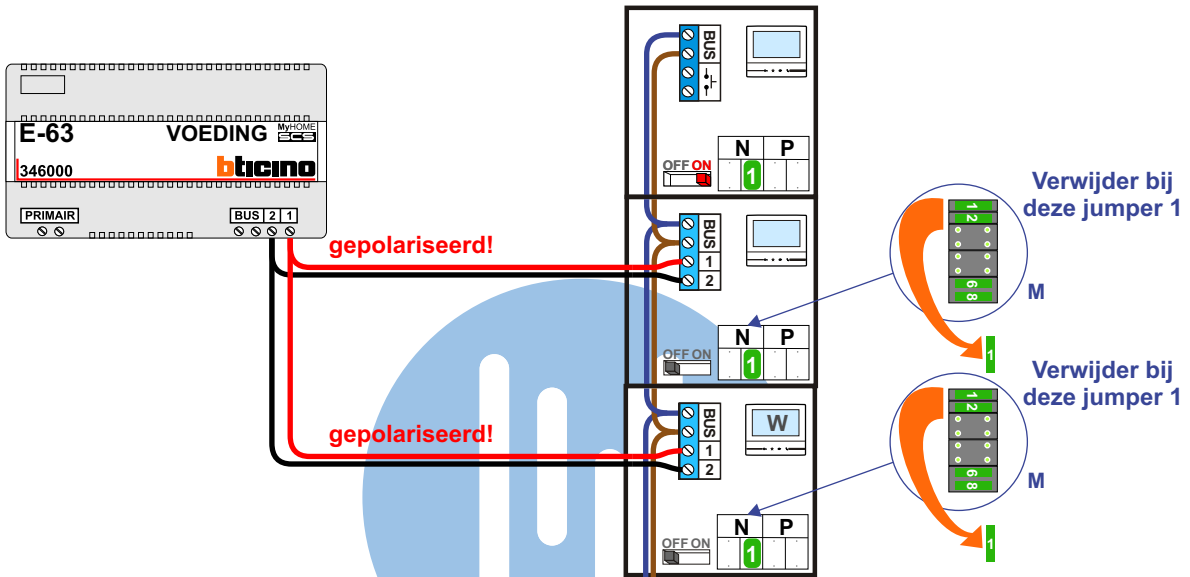 E-63
VOEDING
MyHOME
SCS
346000
bticino
PRIMAIR
BUS 2 1
gepolariseerd!
gepolariseerd!
BUS
N P
OFF ON
1
BUS
1
2
N P
OFF ON
1
BUS
1
2
W
N P
OFF ON
1
Verwijder bij
deze jumper 1
1
2
6
8
M
1
Verwijder bij
deze jumper 1
1
2
6
8
M
1